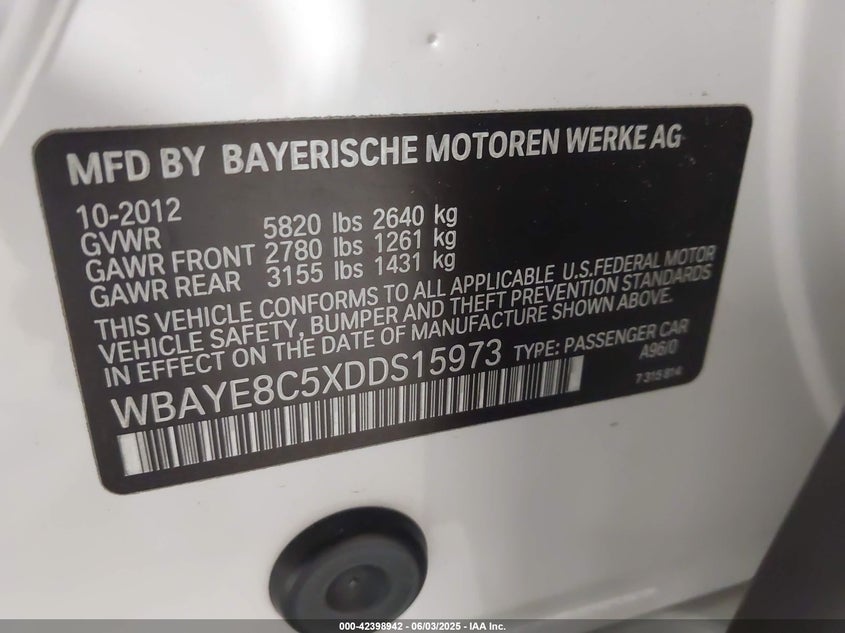 MFD BY BAYERISCHE MOTOREN WERKE AG
10-2012
GVWR 5820 lbs 2640 kg
GAWR FRONT 2780 lbs 1261 kg
GAWR REAR 3155 lbs 1431 kg
THIS VEHICLE CONFORMS TO ALL APPLICABLE U.S.FEDERAL MOTOR
VEHICLE SAFETY, BUMPER AND THEFT PREVENTION STANDARDS
IN EFFECT ON THE DATE OF MANUFACTURE SHOWN ABOVE.
WBAYE8C5XDDS15973 TYPE: PASSENGER CAR
A96/0
7 315 814
000-42398942 - 06/03/2025 - IAA Inc.